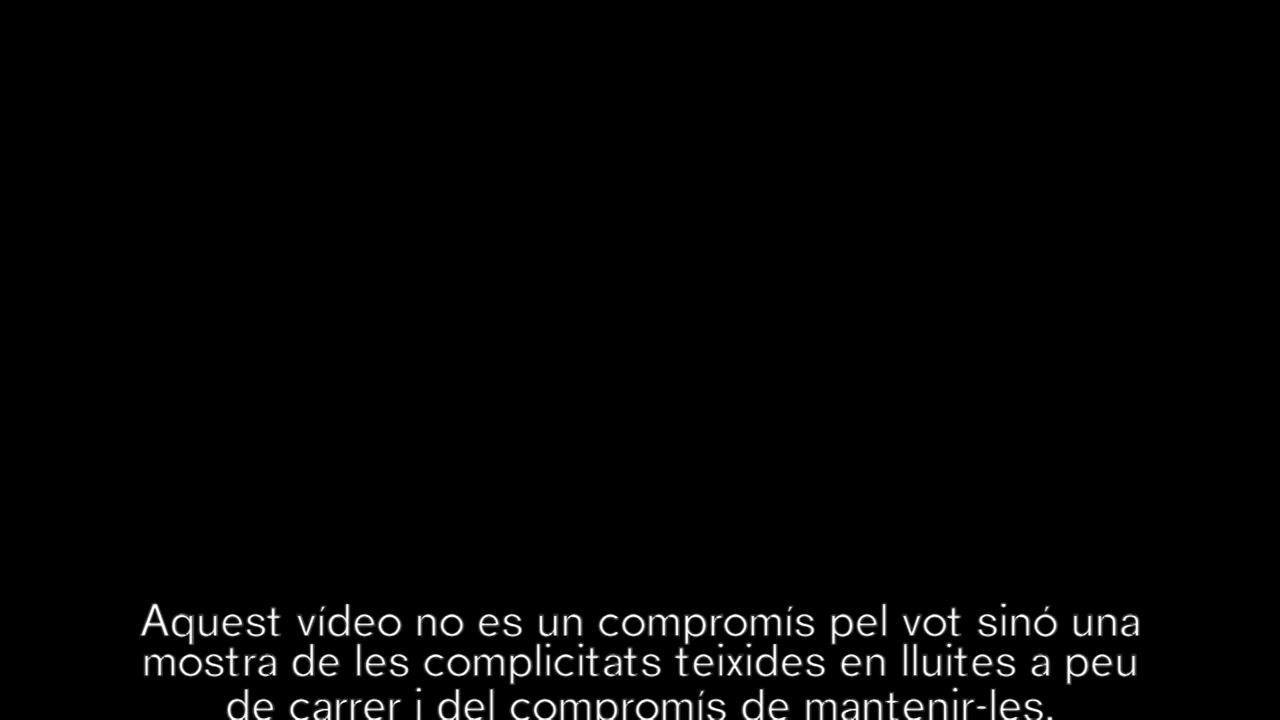 Aquest vídeo no es un compromís pel vot sinó una
mostra de les complicitats teixides en lluites a peu
de carrer i del compromís de mantenir-les.